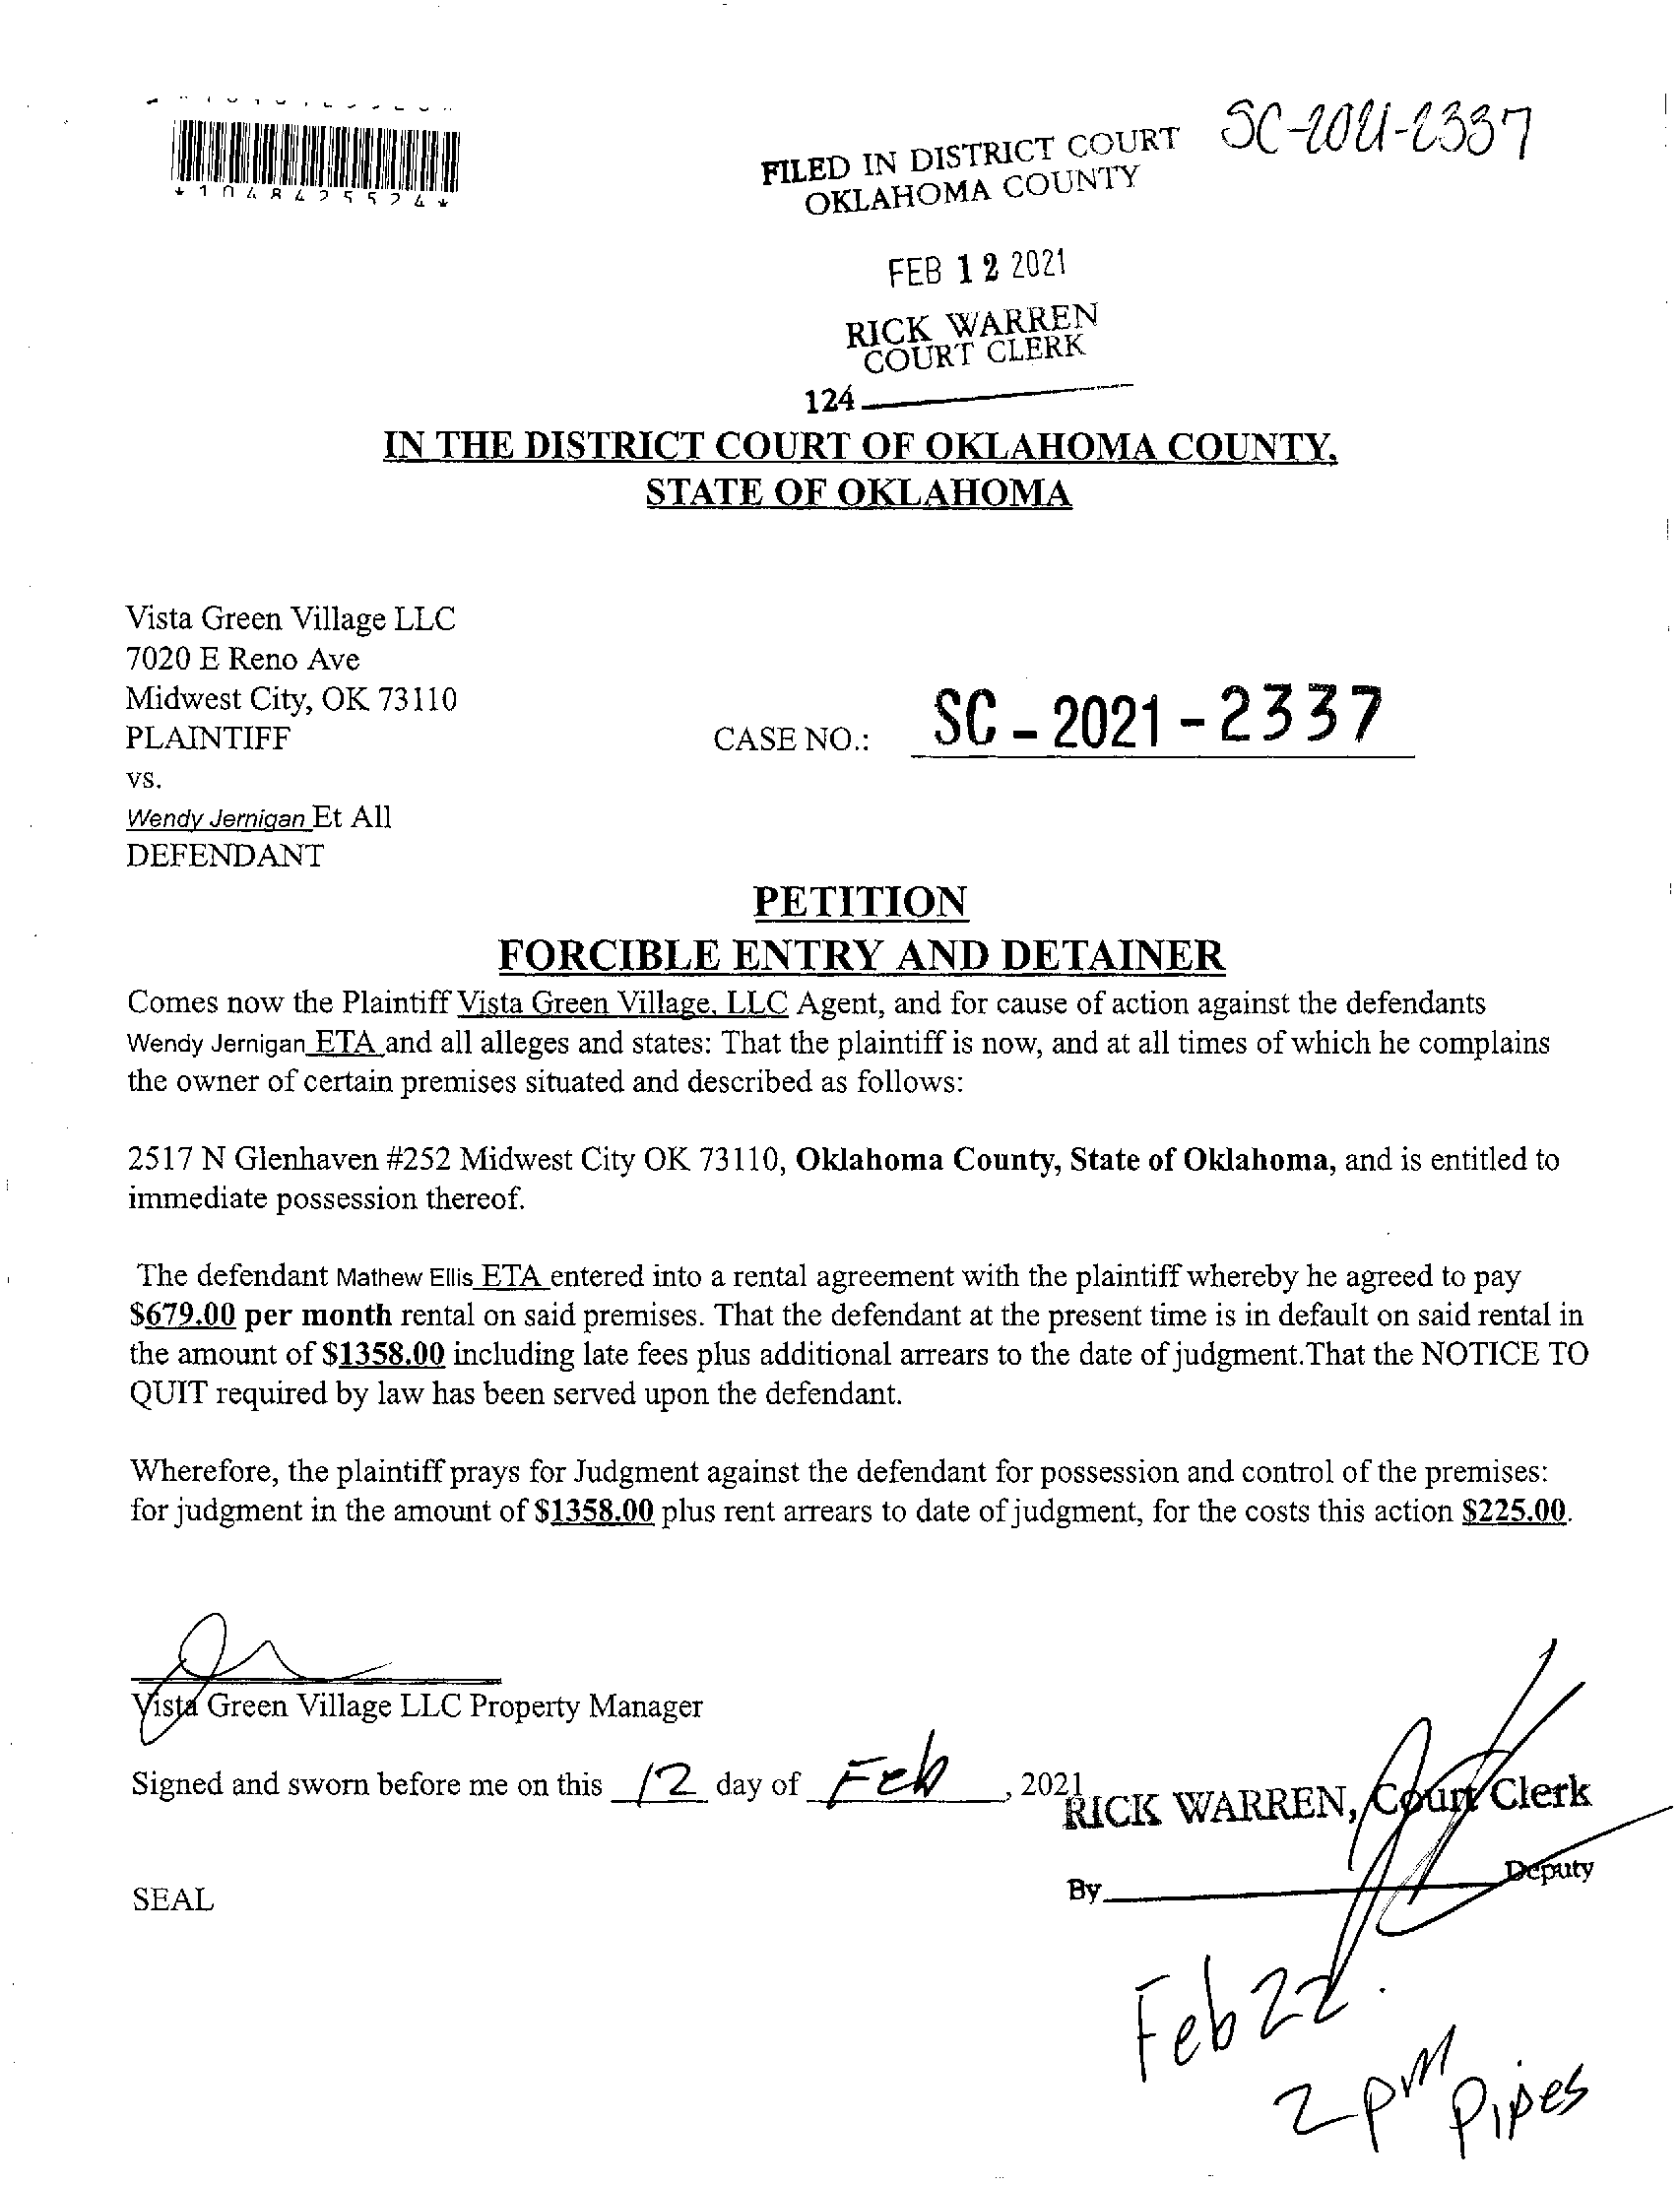 *1048425524*
FILED IN DISTRICT COURT
OKLAHOMA COUNTY
SC-2021-2337
FEB 12 2021
RICK WARREN
COURT CLERK
124
IN THE DISTRICT COURT OF OKLAHOMA COUNTY,
STATE OF OKLAHOMA
Vista Green Village LLC
7020 E Reno Ave
Midwest City, OK 73110
PLAINTIFF
CASE NO.: SC-2021-2337
vs.
Wendy Jernigan Et All
DEFENDANT
PETITION
FORCIBLE ENTRY AND DETAINER
Comes now the Plaintiff Vista Green Village, LLC Agent, and for cause of action against the defendants
Wendy Jernigan ETA and all alleges and states: That the plaintiff is now, and at all times of which he complains
the owner of certain premises situated and described as follows:
2517 N Glenhaven #252 Midwest City OK 73110, Oklahoma County, State of Oklahoma, and is entitled to
immediate possession thereof.
The defendant Mathew Ellis ETA entered into a rental agreement with the plaintiff whereby he agreed to pay
$679.00 per month rental on said premises. That the defendant at the present time is in default on said rental in
the amount of $1358.00 including late fees plus additional arrears to the date of judgment.That the NOTICE TO
QUIT required by law has been served upon the defendant.
Wherefore, the plaintiff prays for Judgment against the defendant for possession and control of the premises:
for judgment in the amount of $1358.00 plus rent arrears to date of judgment, for the costs this action $225.00.
Vista Green Village LLC Property Manager
Signed and sworn before me on this 12 day of Feb, 2021
RICK WARREN, Court Clerk
SEAL
By Deputy
Feb 22.
2 pm
Pipes